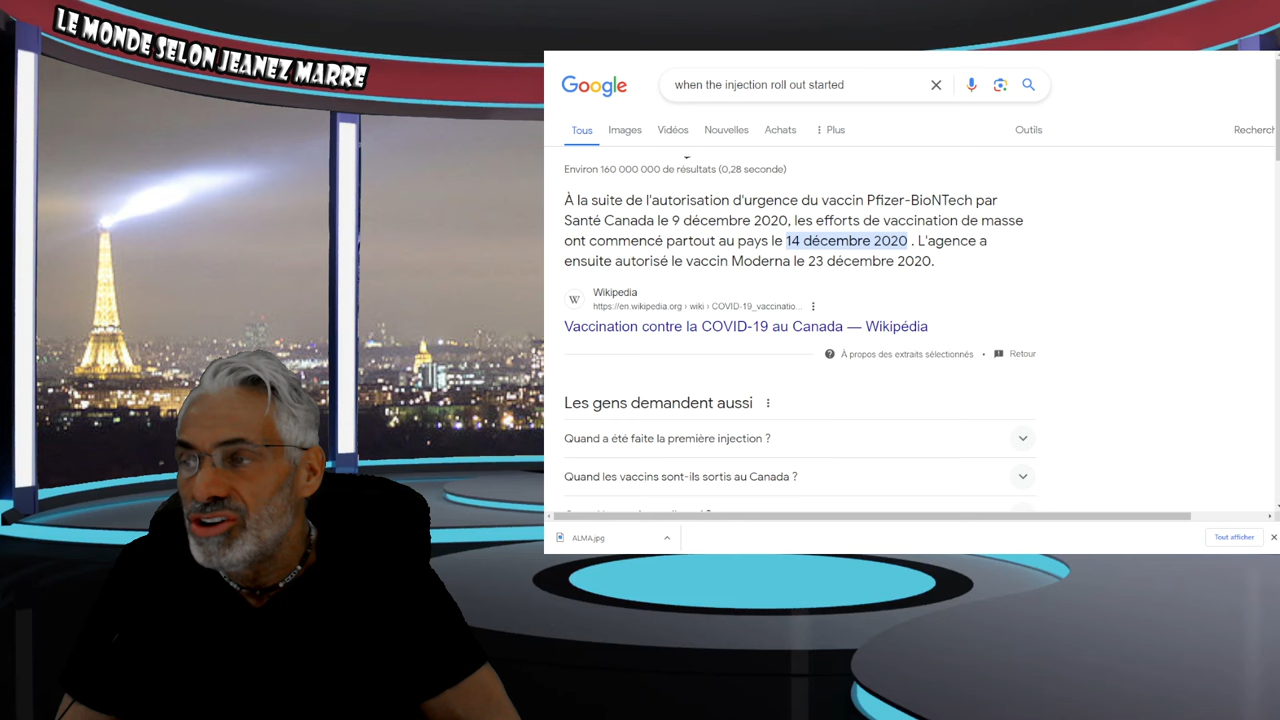 LE MONDE SELON JEANEZ MARRE
Google
when the injection roll out started
Tous Images Vidéos Nouvelles Achats Plus Outils Recherch
Environ 160 000 000 de résultats (0,28 seconde)
À la suite de l'autorisation d'urgence du vaccin Pfizer-BioNTech par
Santé Canada le 9 décembre 2020, les efforts de vaccination de masse
ont commencé partout au pays le 14 décembre 2020 . L'agence a
ensuite autorisé le vaccin Moderna le 23 décembre 2020.
W
Wikipedia
https://en.wikipedia.org › wiki › COVID-19_vaccinatio...
Vaccination contre la COVID-19 au Canada — Wikipédia
À propos des extraits sélectionnés • Retour
Les gens demandent aussi
Quand a été faite la première injection ?
Quand les vaccins sont-ils sortis au Canada ?
ALMA.jpg
Tout afficher